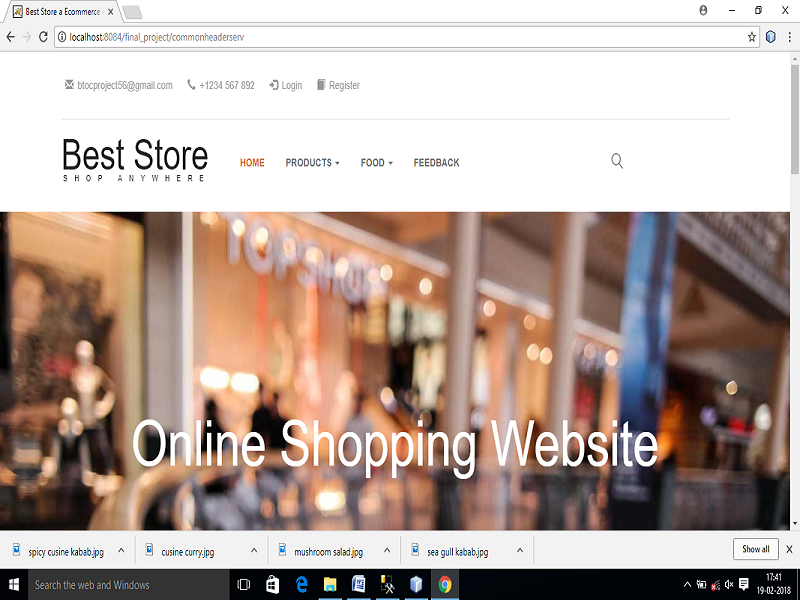 Best Store a Ecommerce
localhost:8084/final_project/commonheaderserv
btocproject56@gmail.com +1234 567 892 Login Register
Best Store
SHOP ANYWHERE
HOME PRODUCTS FOOD FEEDBACK
TOPSHOP
Online Shopping Website
spicy cusine kabab.jpg cusine curry.jpg mushroom salad.jpg sea gull kabab.jpg Show all
Search the web and Windows
17:41
19-02-2018